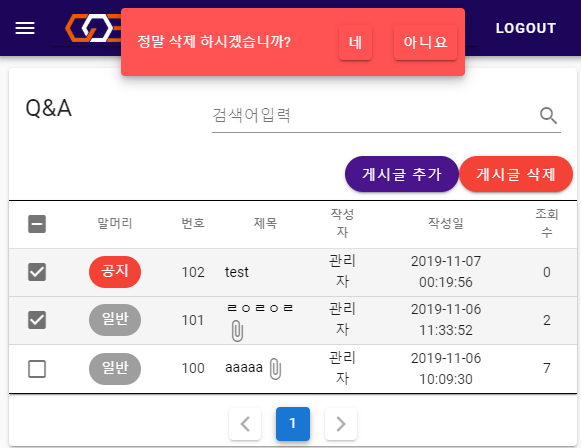 정말 삭제 하시겠습니까? 네 아니요
LOGOUT
Q&A
검색어입력
게시글 추가 게시글 삭제
말머리 번호 제목 작성자 작성일 조회수
공지 102 test 관리자 2019-11-07 00:19:56 0
일반 101 ㄹㅇㄹㅇㄹ 관리자 2019-11-06 11:33:52 2
일반 100 aaaaa 관리자 2019-11-06 10:09:30 7
1